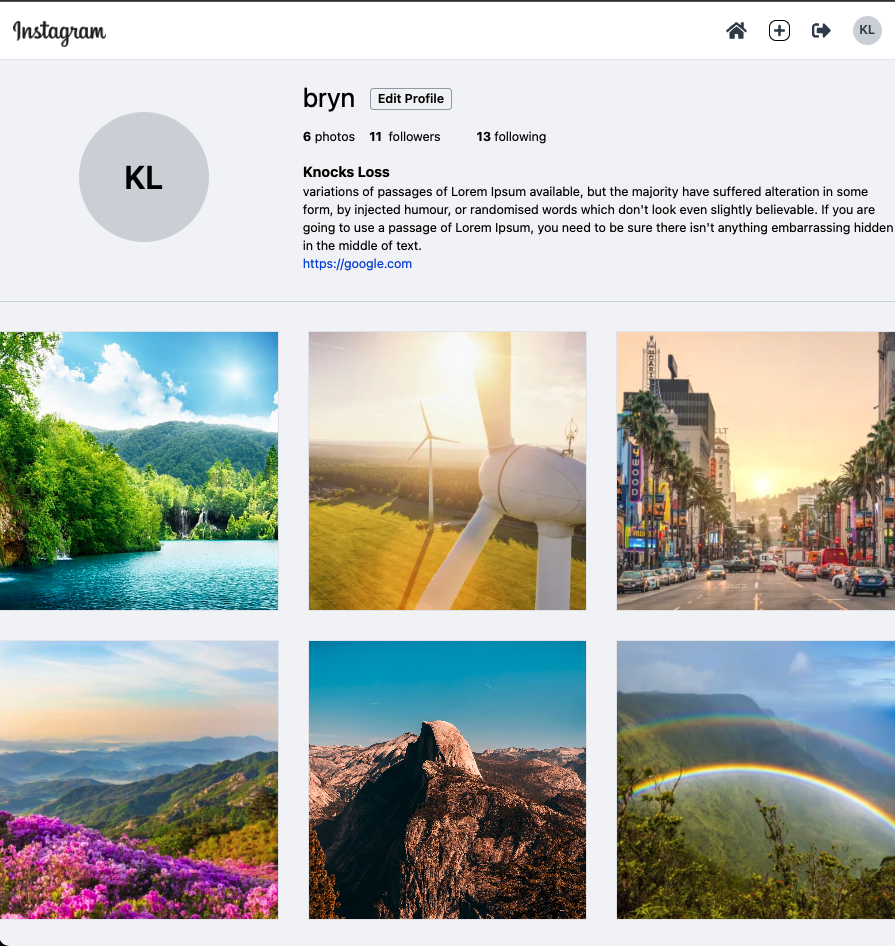 Instagram
KL
bryn Edit Profile
6 photos 11 followers 13 following
KL
Knocks Loss
variations of passages of Lorem Ipsum available, but the majority have suffered alteration in some
form, by injected humour, or randomised words which don't look even slightly believable. If you are
going to use a passage of Lorem Ipsum, you need to be sure there isn't anything embarrassing hidden
in the middle of text.
https://google.com